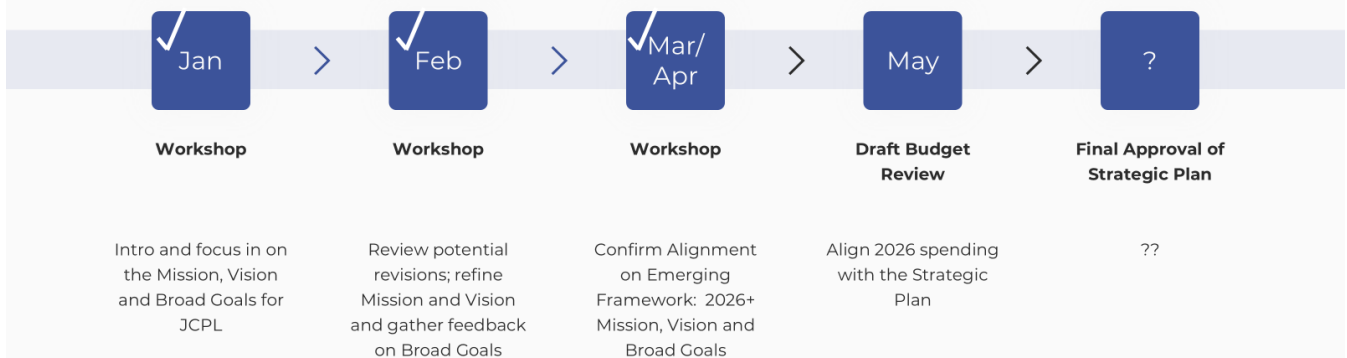 Jan
Feb
Mar/
Apr
May
?
Workshop
Workshop
Workshop
Draft Budget
Review
Final Approval of
Strategic Plan
Intro and focus in on
the Mission, Vision
and Broad Goals for
JCPL
Review potential
revisions; refine
Mission and Vision
and gather feedback
on Broad Goals
Confirm Alignment
on Emerging
Framework: 2026+
Mission, Vision and
Broad Goals
Align 2026 spending
with the Strategic
Plan
??